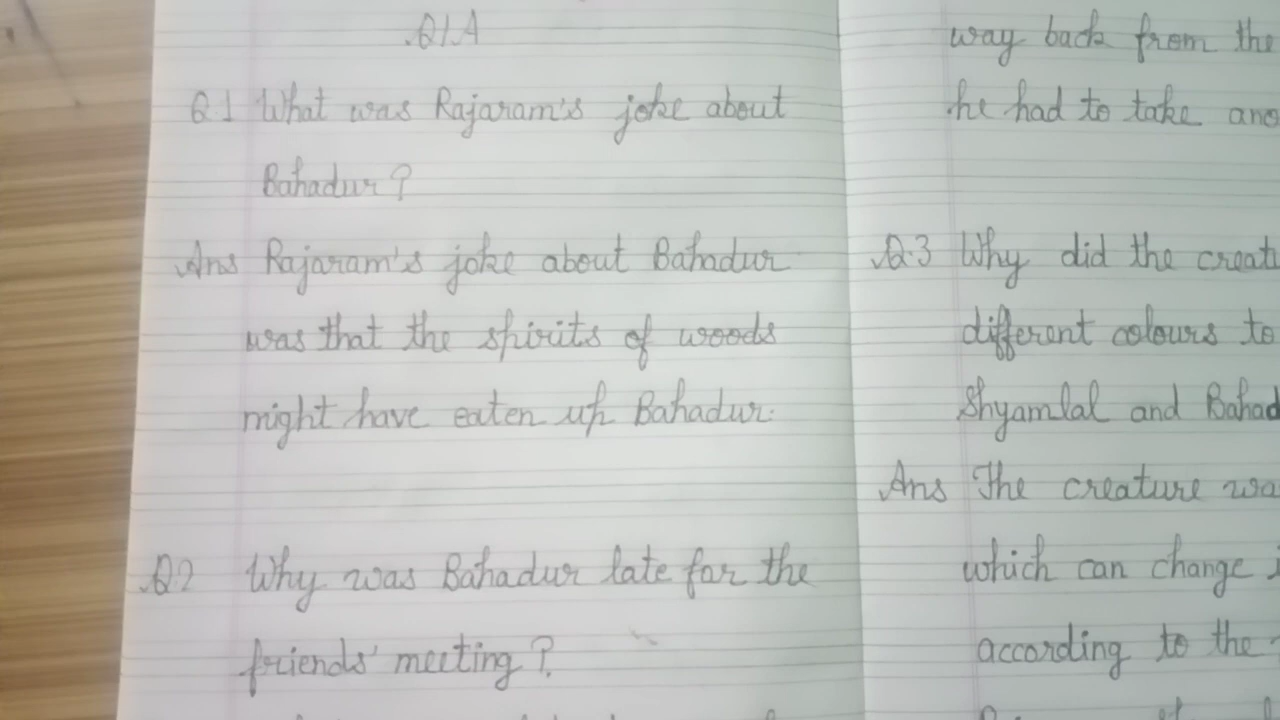 Q1.A
Q1 What was Rajaram's joke about
Bahadur?
Ans Rajaram's joke about Bahadur
was that the spirits of woods
might have eaten up Bahadur.
Q2 Why was Bahadur late for the
friends' meeting?
way back from the
he had to take
Q.3 Why did the
different colours to
Shyamlal and
Ans The creature
which can change
according to the